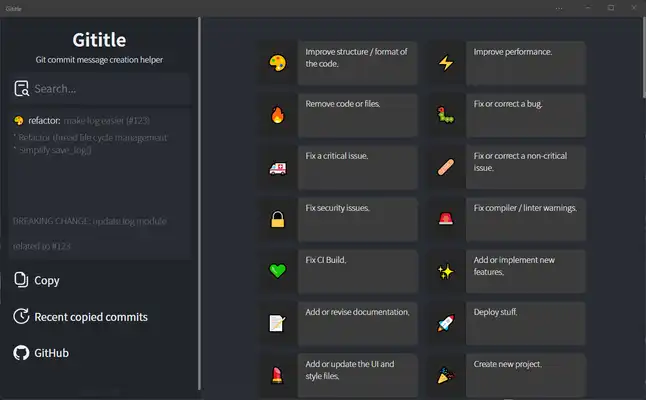 Gititle
Gititle
Git commit message creation helper
Search...
refactor: make log easier (#123)
* Refactor thread life cycle management
* Simplify save_log()
BREAKING CHANGE: update log module
related to #123
Copy
Recent copied commits
GitHub
Improve structure / format of
the code.
Improve performance.
Remove code or files.
Fix or correct a bug.
Fix a critical issue.
Fix or correct a non-critical
issue.
Fix security issues.
Fix compiler / linter warnings.
Fix CI Build.
Add or implement new
features.
Add or revise documentation.
Deploy stuff.
Add or update the UI and
style files.
Create new project.